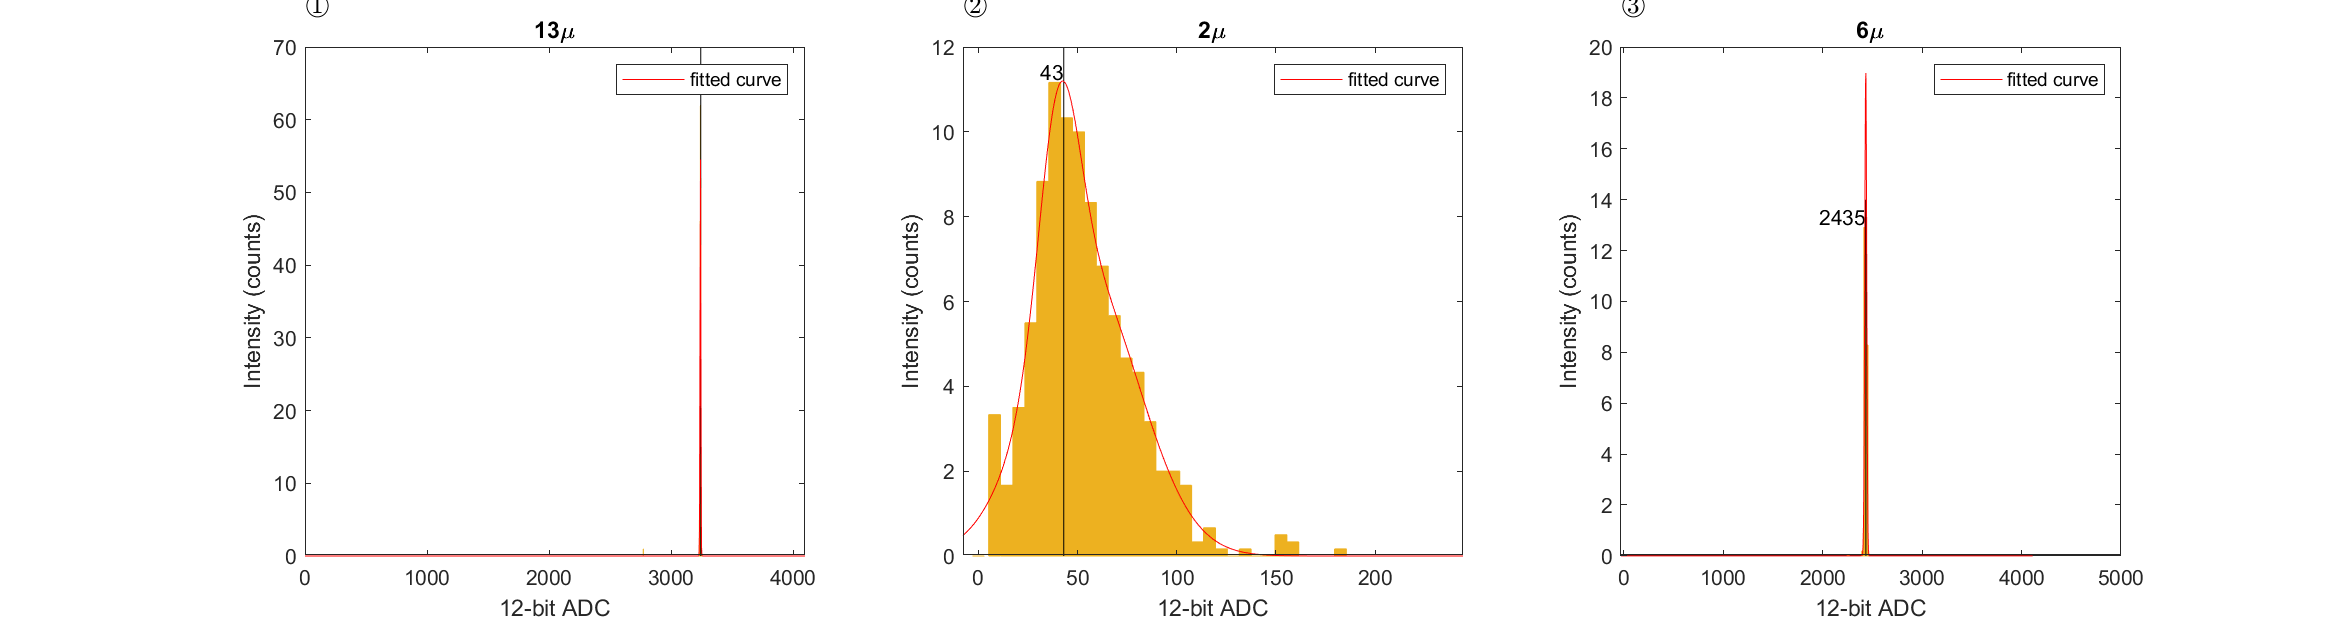 ①
13μ
70
60
50
40
30
20
10
0
Intensity (counts)
fitted curve
0 1000 2000 3000 4000
12-bit ADC
②
2μ
12
10
8
6
4
2
0
Intensity (counts)
43
fitted curve
0 50 100 150 200
12-bit ADC
③
6μ
20
18
16
14
12
10
8
6
4
2
0
Intensity (counts)
2435
fitted curve
0 1000 2000 3000 4000 5000
12-bit ADC